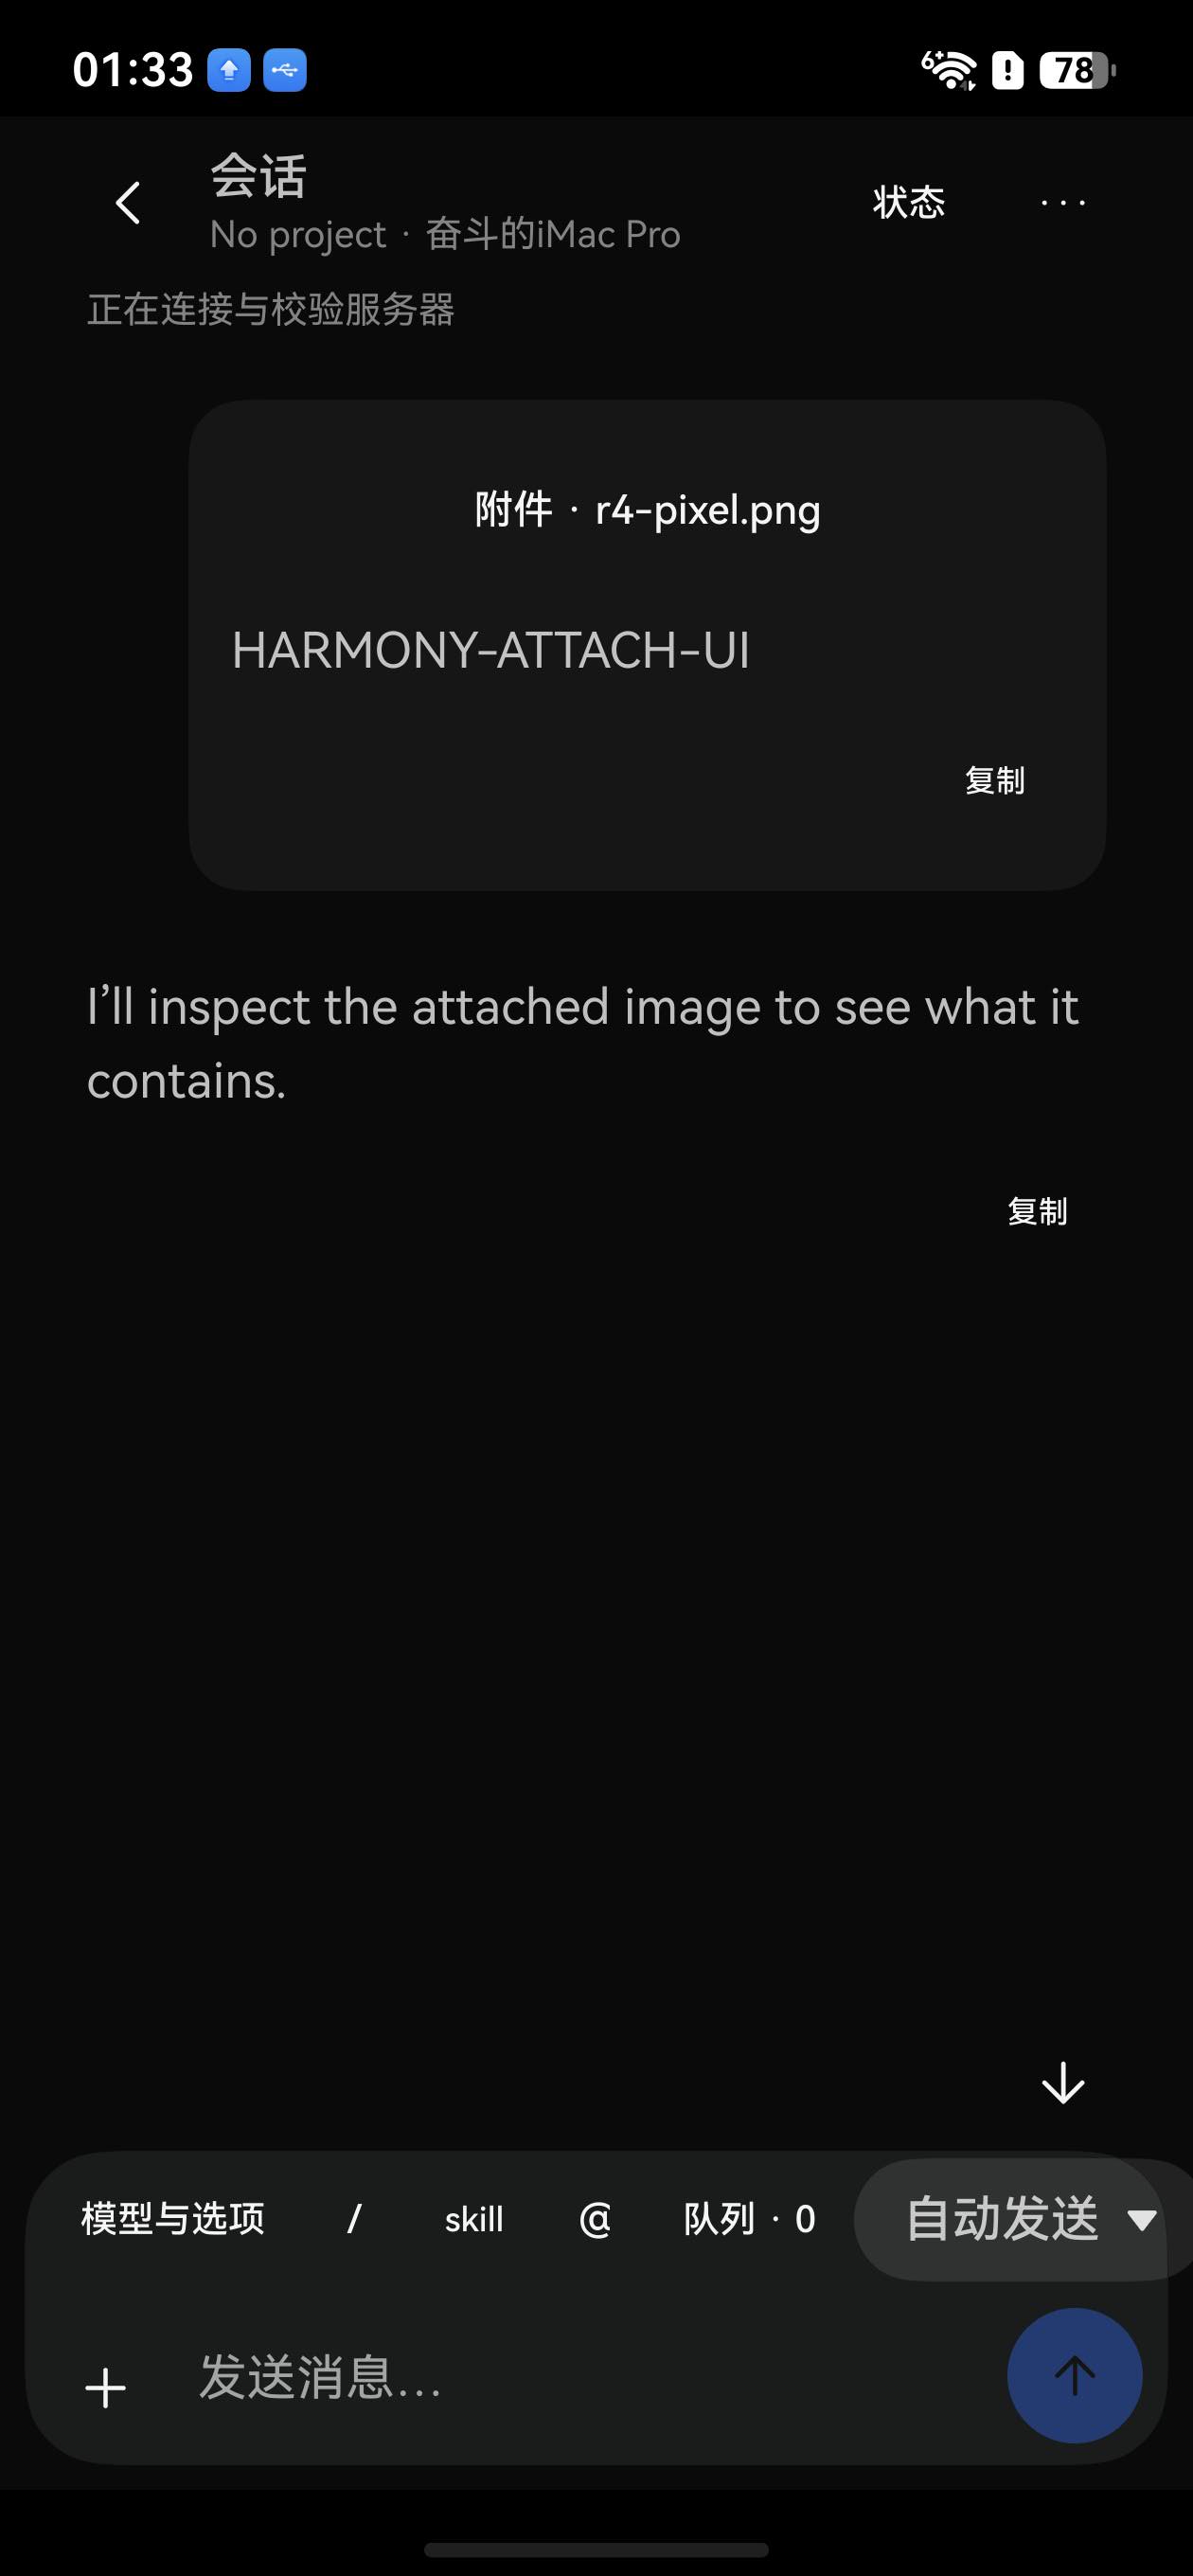 01:33
6+
78
会话
状态
···
No project · 奋斗的iMac Pro
正在连接与校验服务器
附件 · r4-pixel.png
HARMONY-ATTACH-UI
复制
I’ll inspect the attached image to see what it
contains.
复制
模型与选项 / skill @ 队列 · 0 自动发送
发送消息...